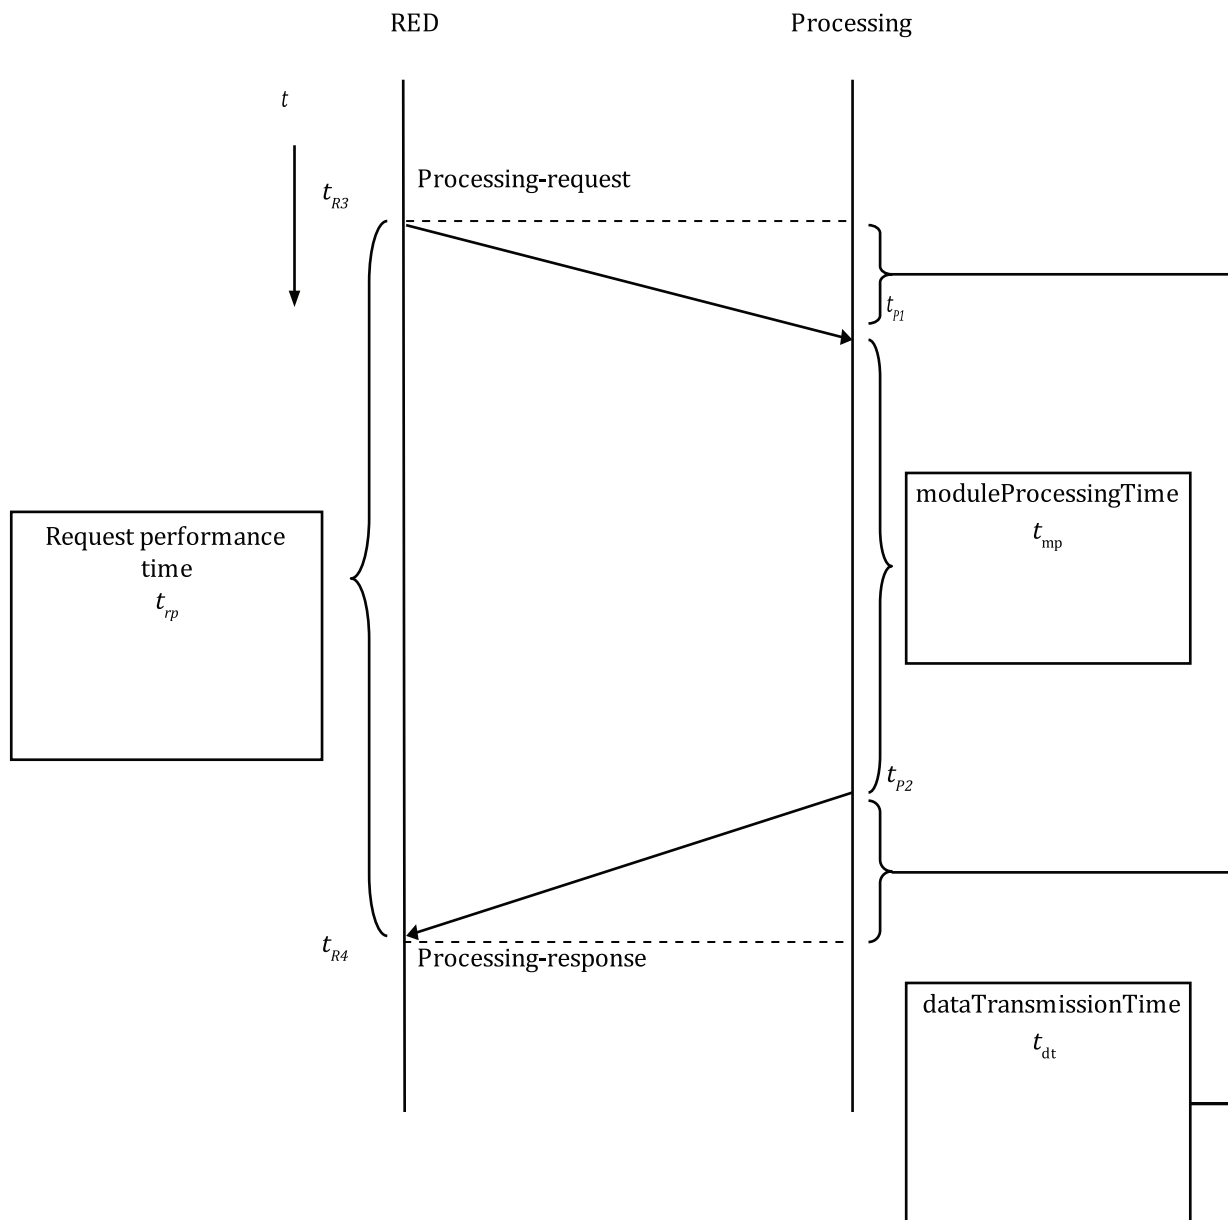 RED
Processing
t
Processing-request
t_R3
t_P1
moduleProcessingTime
t_mp
Request performance
time
t_rp
t_P2
t_R4
Processing-response
dataTransmissionTime
t_dt